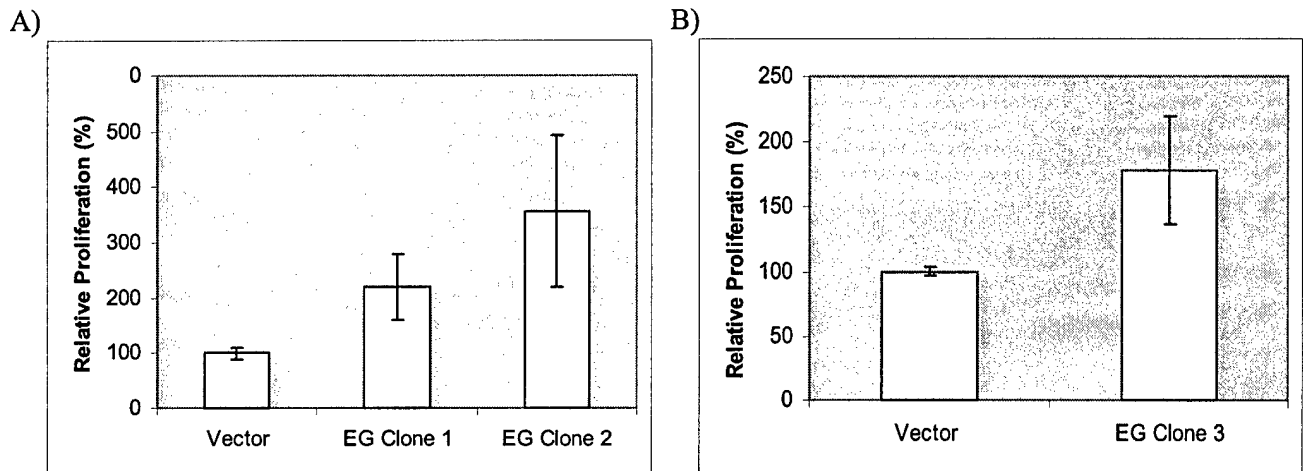 A)
Relative Proliferation (%)
0
500
400
300
200
100
0
Vector EG Clone 1 EG Clone 2
B)
Relative Proliferation (%)
250
200
150
100
50
0
Vector EG Clone 3